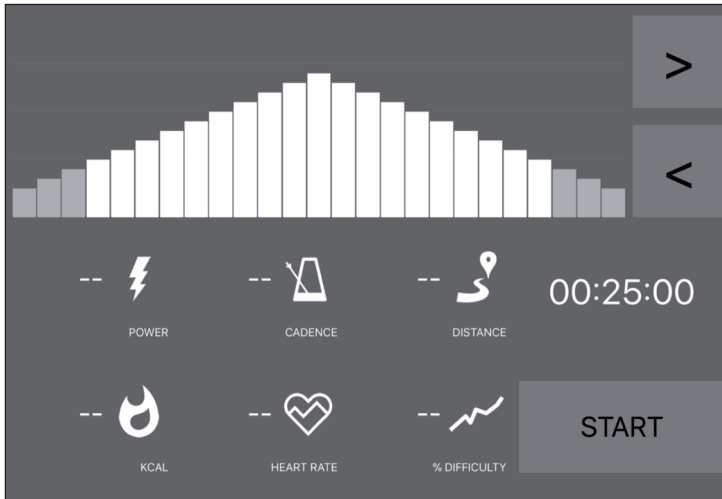 >
<
-- -- -- 00:25:00
POWER CADENCE DISTANCE
-- -- -- START
KCAL HEART RATE % DIFFICULTY